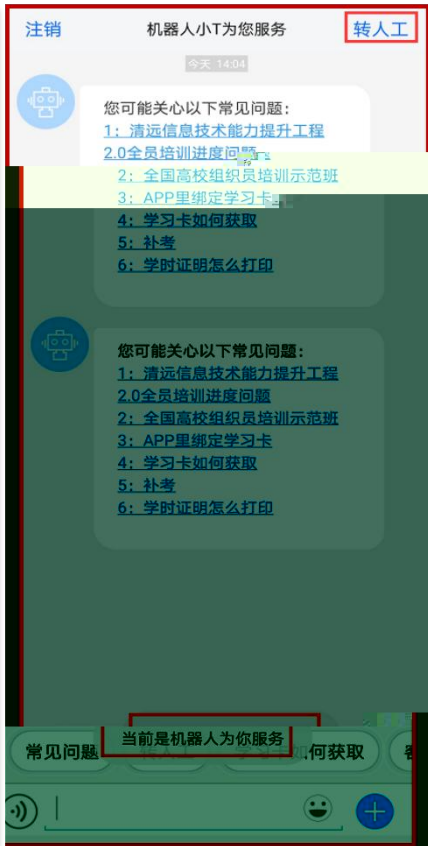 注销
机器人小T为您服务
转人工
今天 14:04
您可能关心以下常见问题:
1: 清远信息技术能力提升工程
2.0全员培训进度问题
2: 全国高校组织员培训示范班
3: APP里绑定学习卡
4: 学习卡如何获取
5: 补考
6: 学时证明怎么打印
您可能关心以下常见问题:
1: 清远信息技术能力提升工程
2.0全员培训进度问题
2: 全国高校组织员培训示范班
3: APP里绑定学习卡
4: 学习卡如何获取
5: 补考
6: 学时证明怎么打印
当前是机器人为你服务
常见问题
如何获取